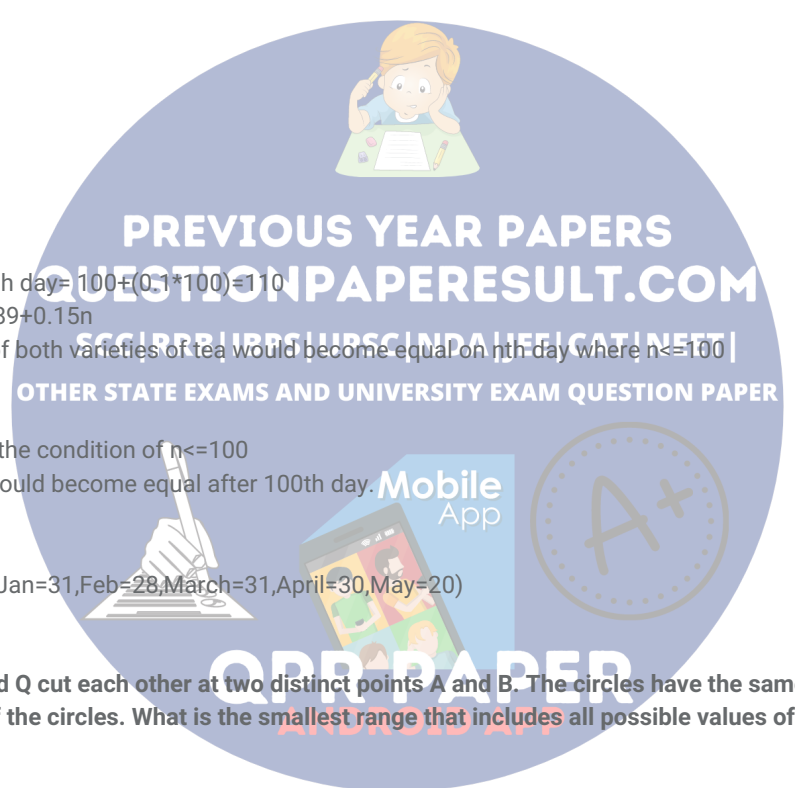 PREVIOUS YEAR PAPERS
h day= 100+(0.1*100)=110
QUESTIONPAPERESULT.COM
39+0.15n
f both varieties of tea would become equal on nth day where n<=100
SCC|RRB|IBPS|UPSC|NDA|JEE|CAT|NEET|
OTHER STATE EXAMS AND UNIVERSITY EXAM QUESTION PAPER
the condition of n<=100
ould become equal after 100th day.
Mobile
App
A+
Jan=31,Feb=28,March=31,April=30,May=20)
QPR PAPER
d Q cut each other at two distinct points A and B. The circles have the sam
f the circles. What is the smallest range that includes all possible values of
ANDROID APP